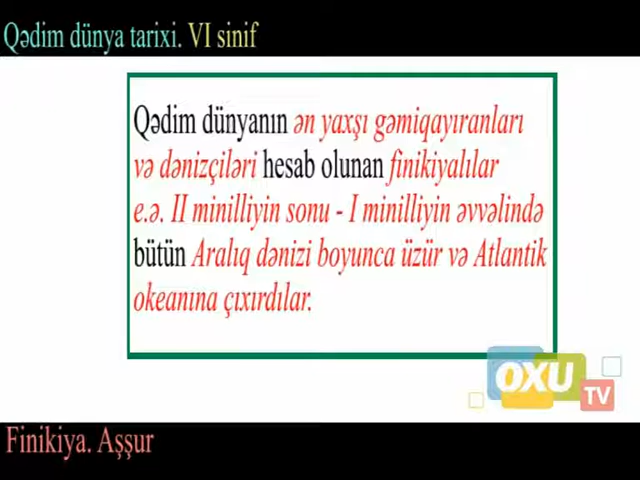 Qədim dünya tarixi. VI sinif
Qədim dünyanın ən yaxşı gəmiqayıranları
və dənizçiləri hesab olunan finikiyalılar
e.ə. II minilliyin sonu - I minilliyin əvvəlində
bütün Aralıq dənizi boyunca üzür və Atlantik
okeanına çıxırdılar.
OXU
TV
Finikiya. Aşşur